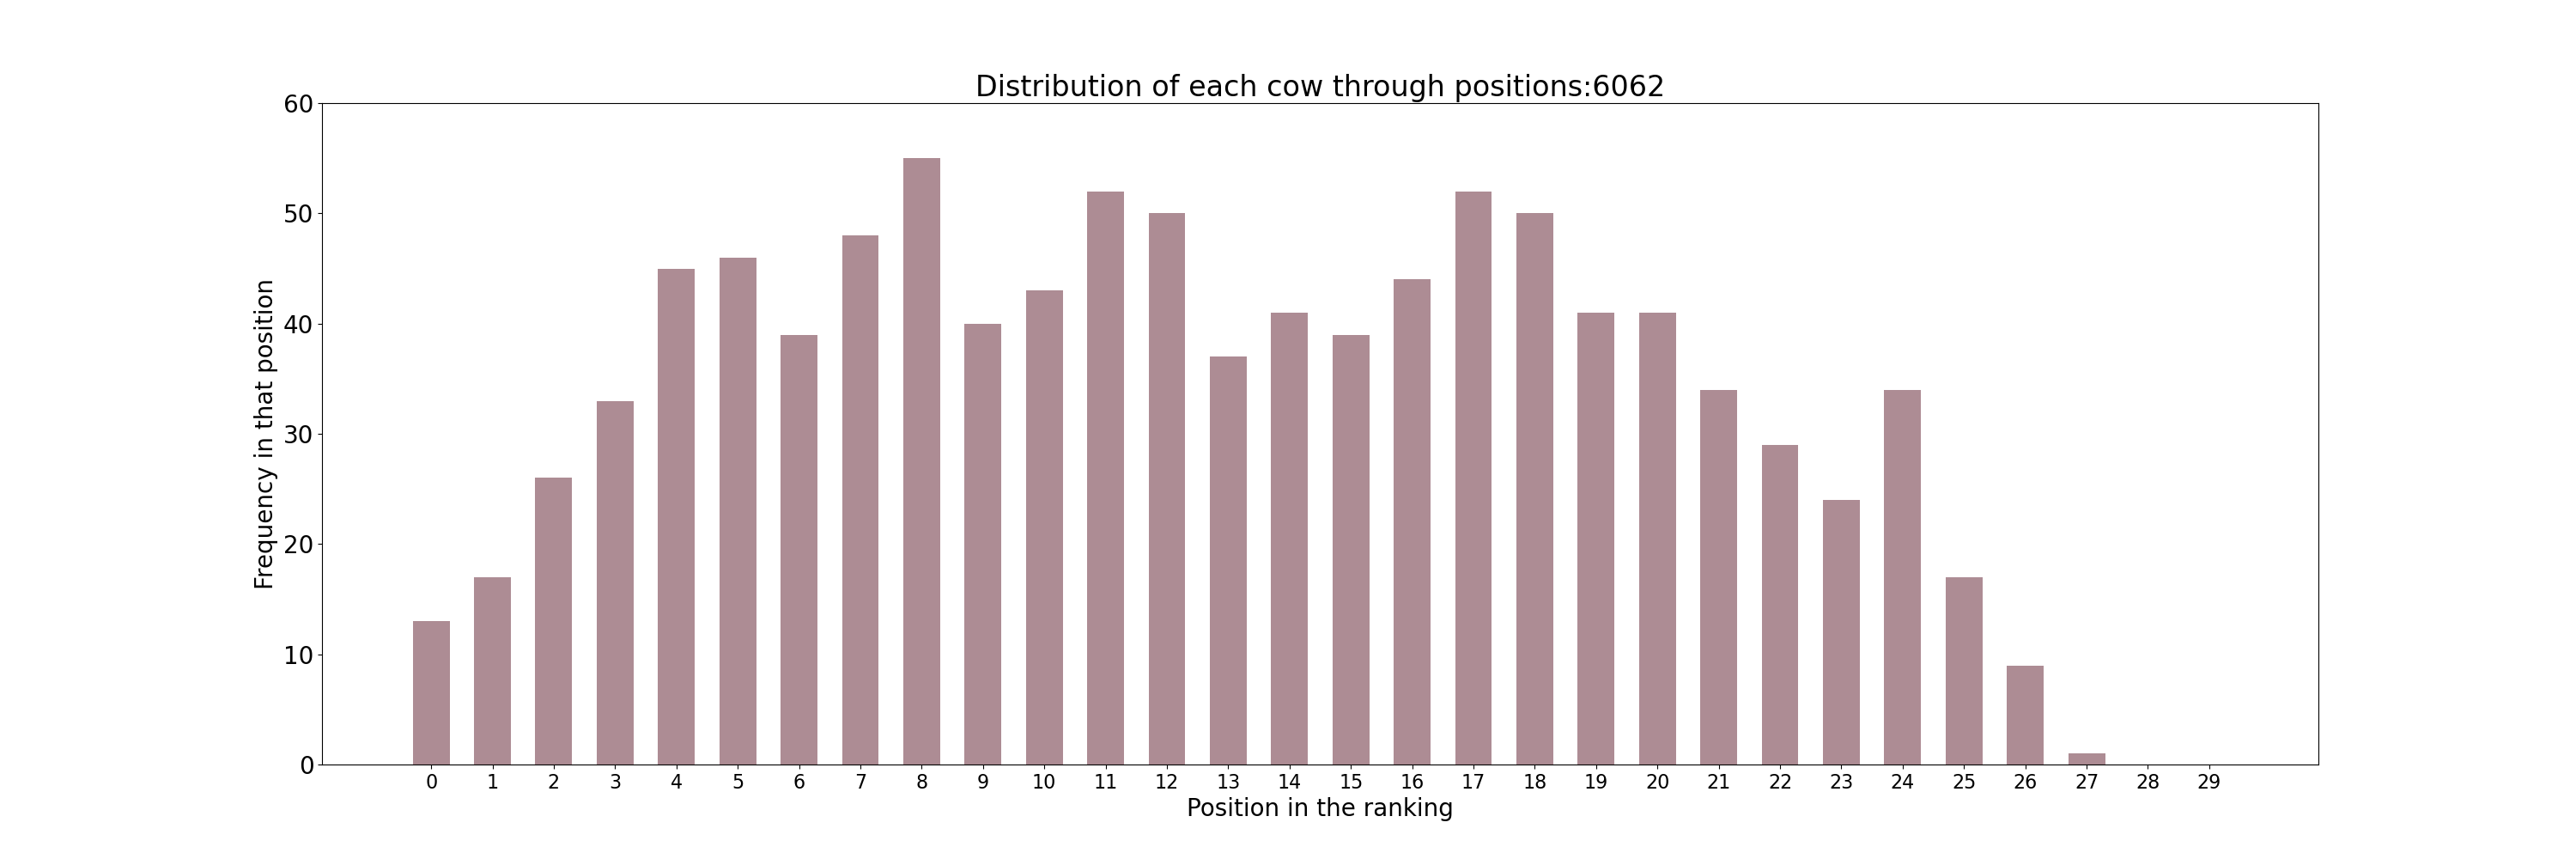 Distribution of each cow through positions:6062
60
50
40
30
20
10
0
Frequency in that position
0 1 2 3 4 5 6 7 8 9 10 11 12 13 14 15 16 17 18 19 20 21 22 23 24 25 26 27 28 29
Position in the ranking